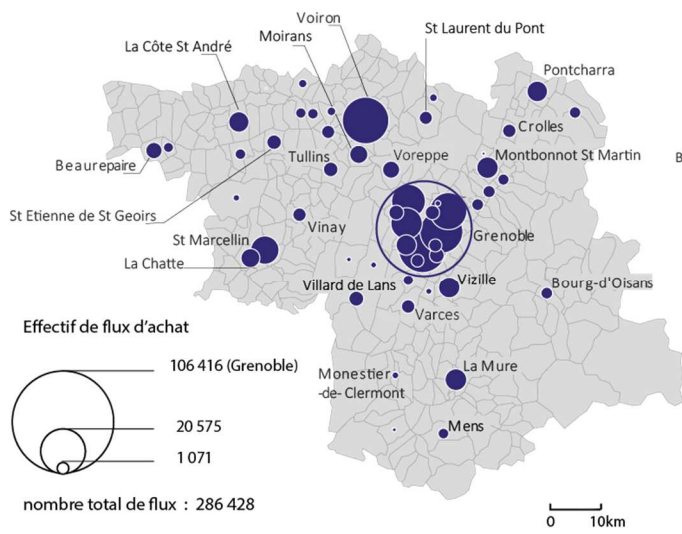 Voiron
St Laurent du Pont
Moirans
La Côte St André
Pontcharra
Crolles
Tullins
Voreppe
Montbonnot St Martin
B
Beaurepaire
St Etienne de St Geoirs
Vinay
Grenoble
St Marcellin
La Chatte
Villard de Lans
Vizille
Bourg-d'Oisans
Varces
Effectif de flux d'achat
106 416 (Grenoble)
La Mure
Monestier
-de-Clermont
20 575
Mens
1 071
nombre total de flux : 286 428
0 10km